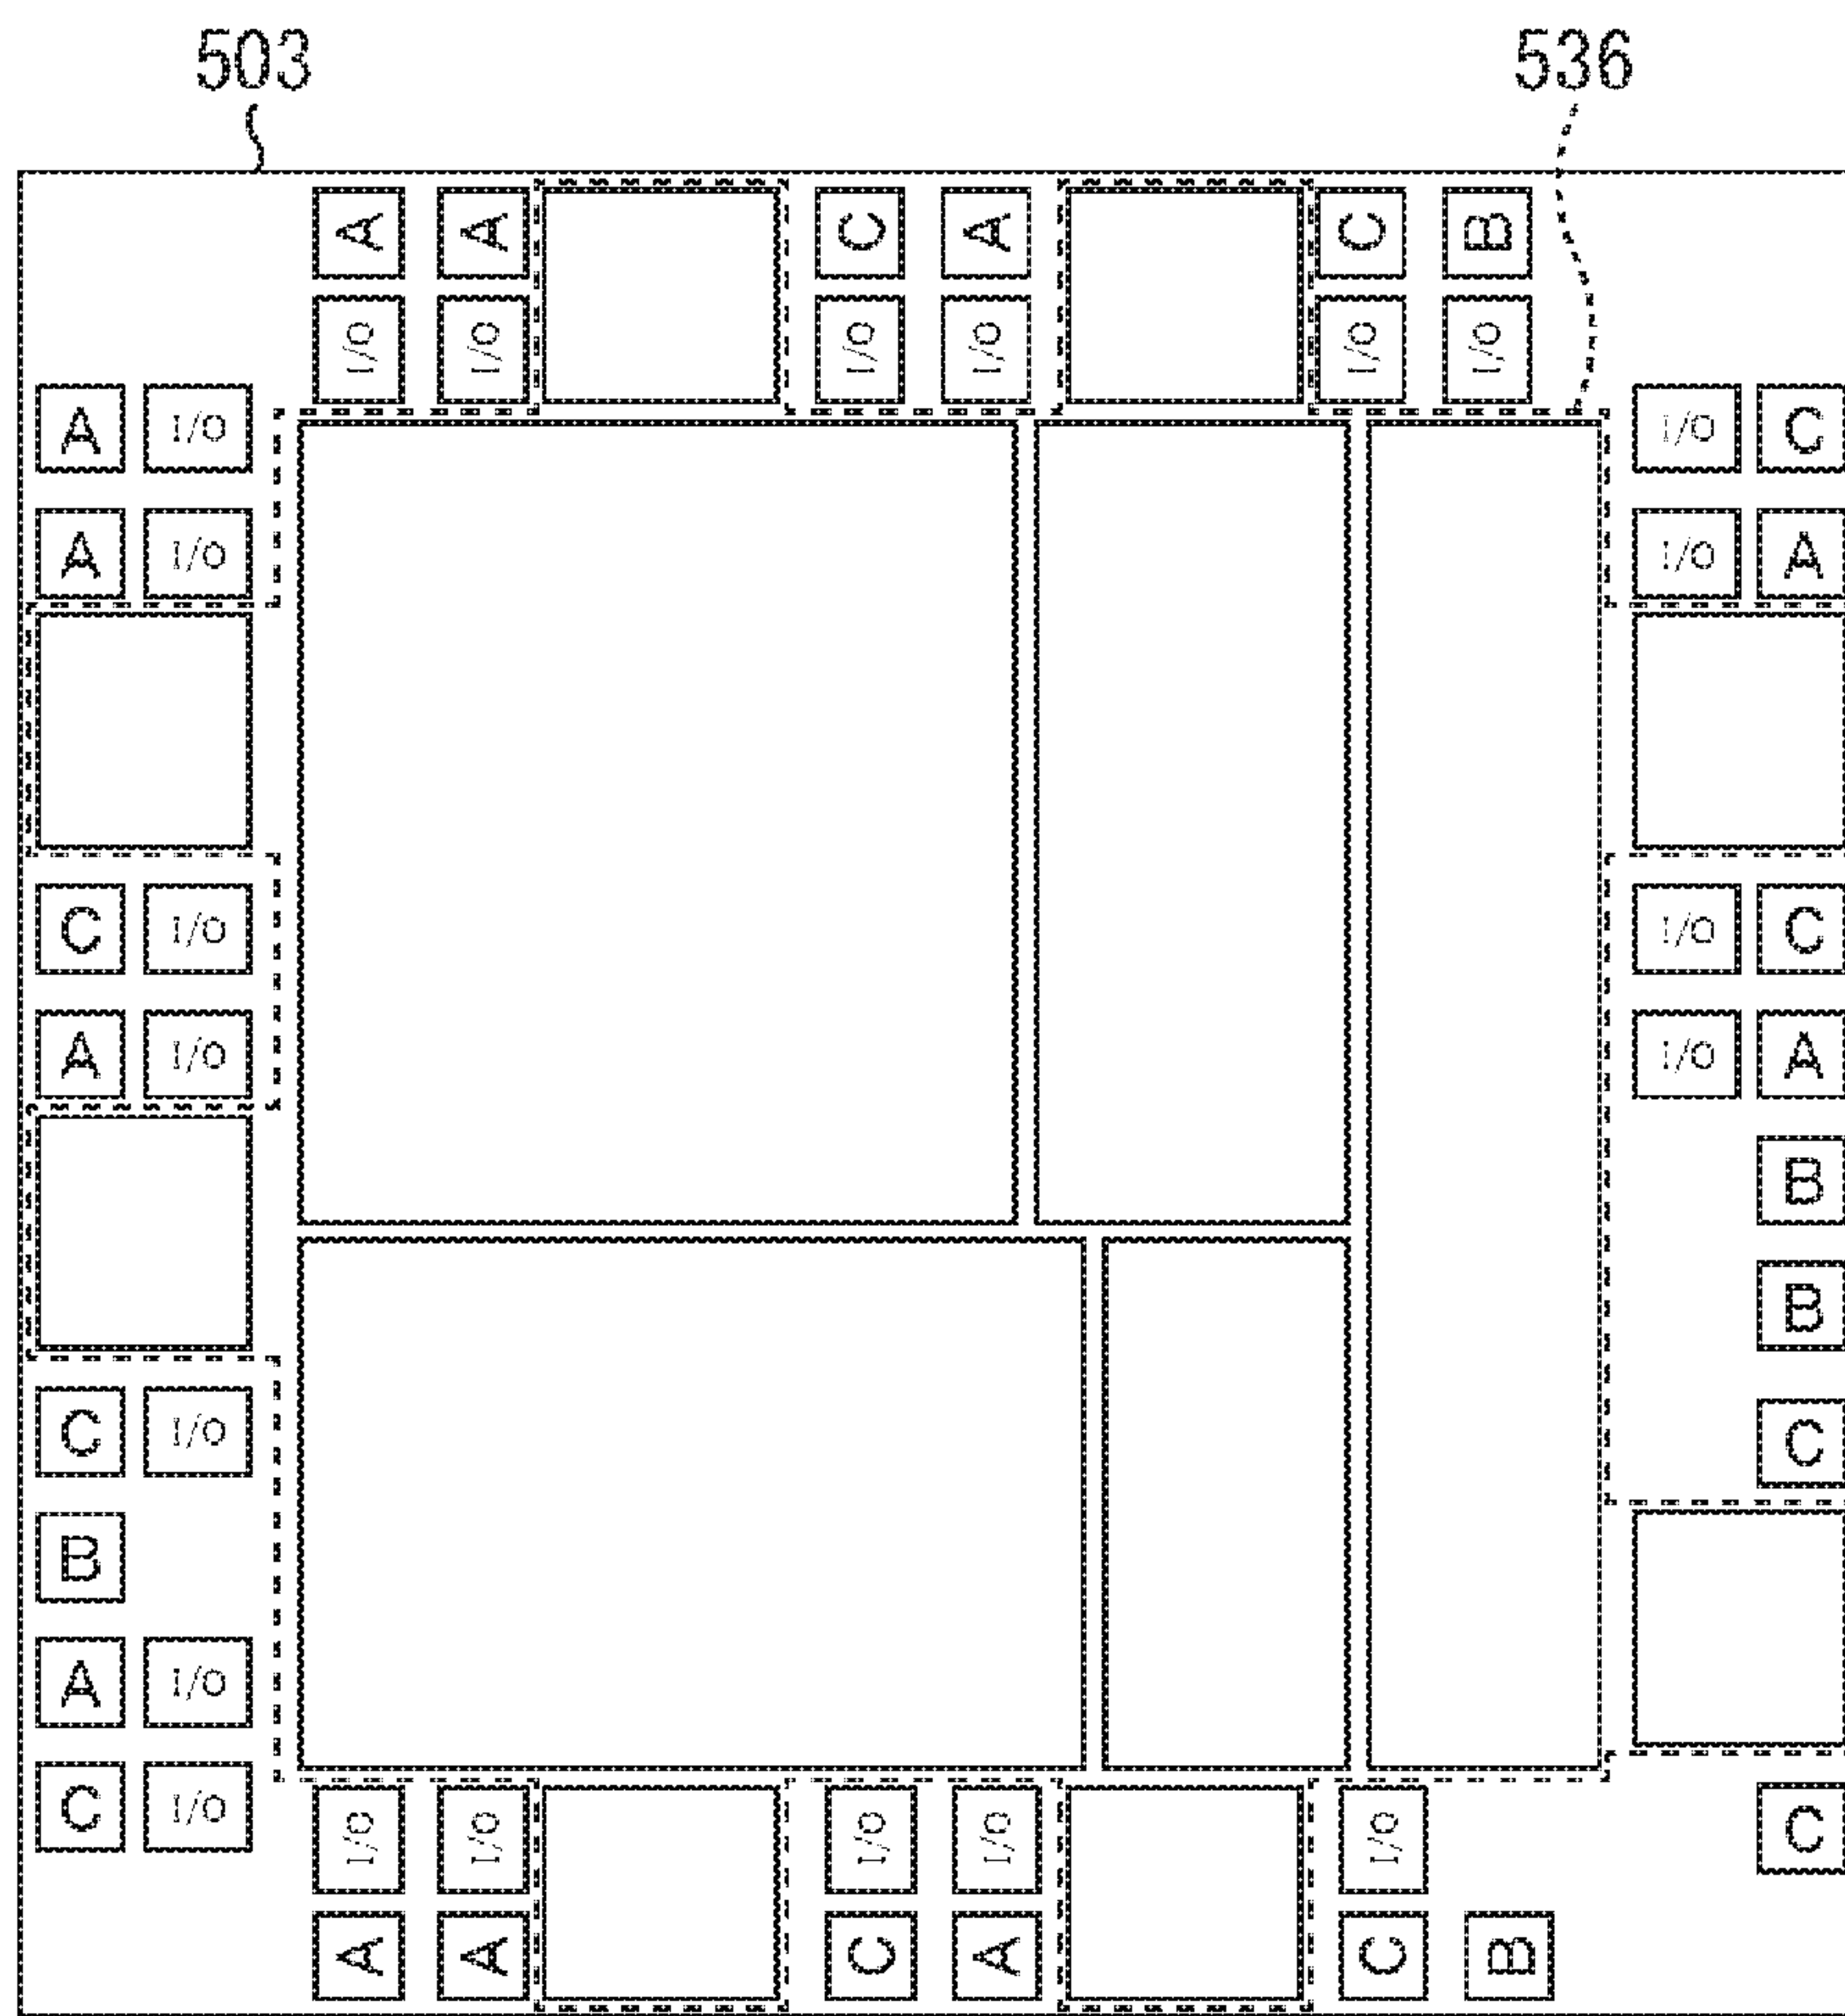 503 536
A A C A C B
I/O I/O I/O I/O I/O I/O
A I/O I/O C
A I/O I/O A
C I/O I/O C
A I/O I/O A
B
B
C I/O C
B
A I/O
C I/O C
I/O I/O I/O I/O I/O
A A C A C B